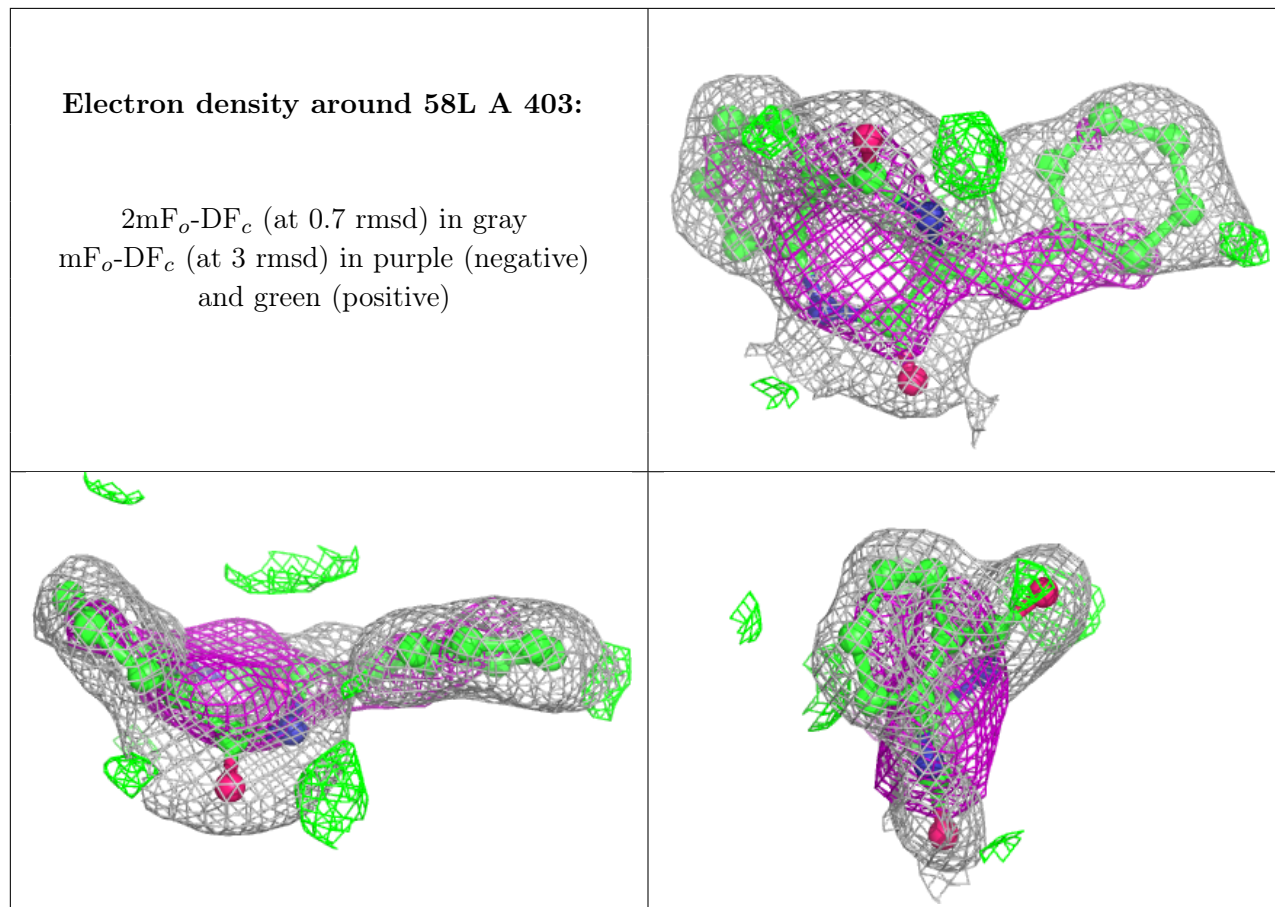 Electron density around 58L A 403:
2mFo-DFc (at 0.7 rmsd) in gray
mFo-DFc (at 3 rmsd) in purple (negative)
and green (positive)